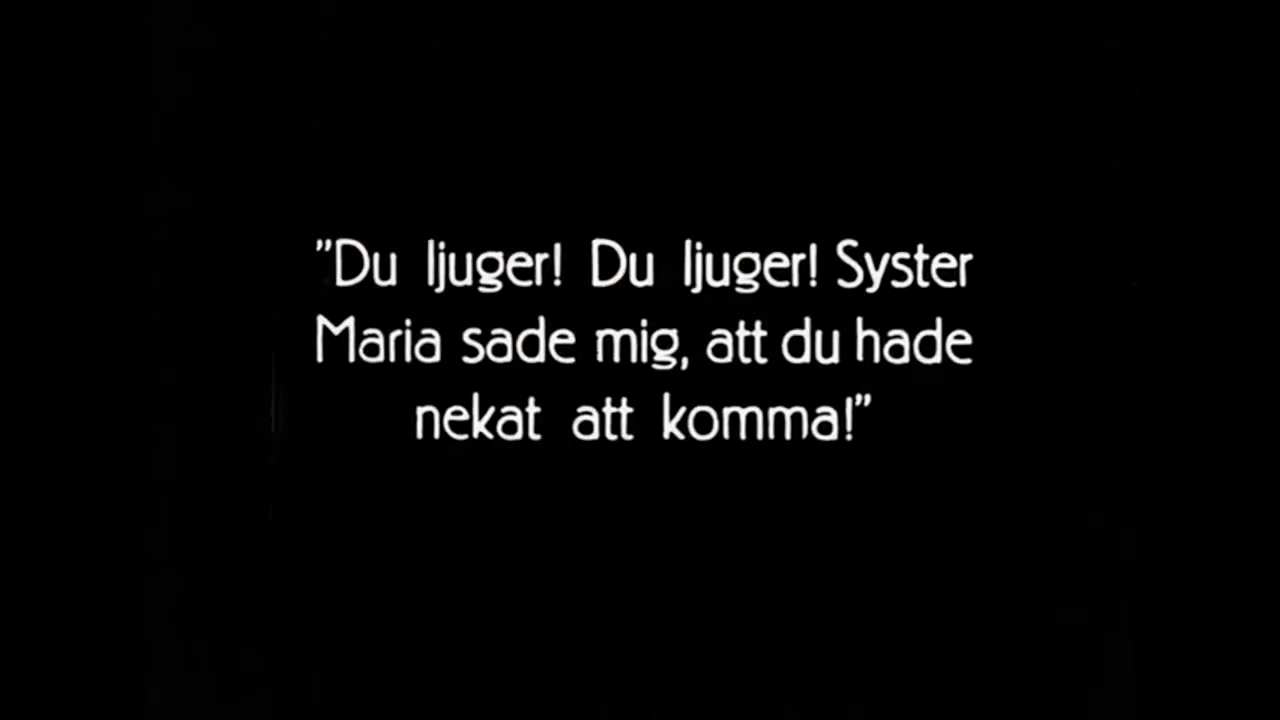 ”Du ljuger! Du ljuger! Syster
Maria sade mig, att du hade
nekat att komma!”